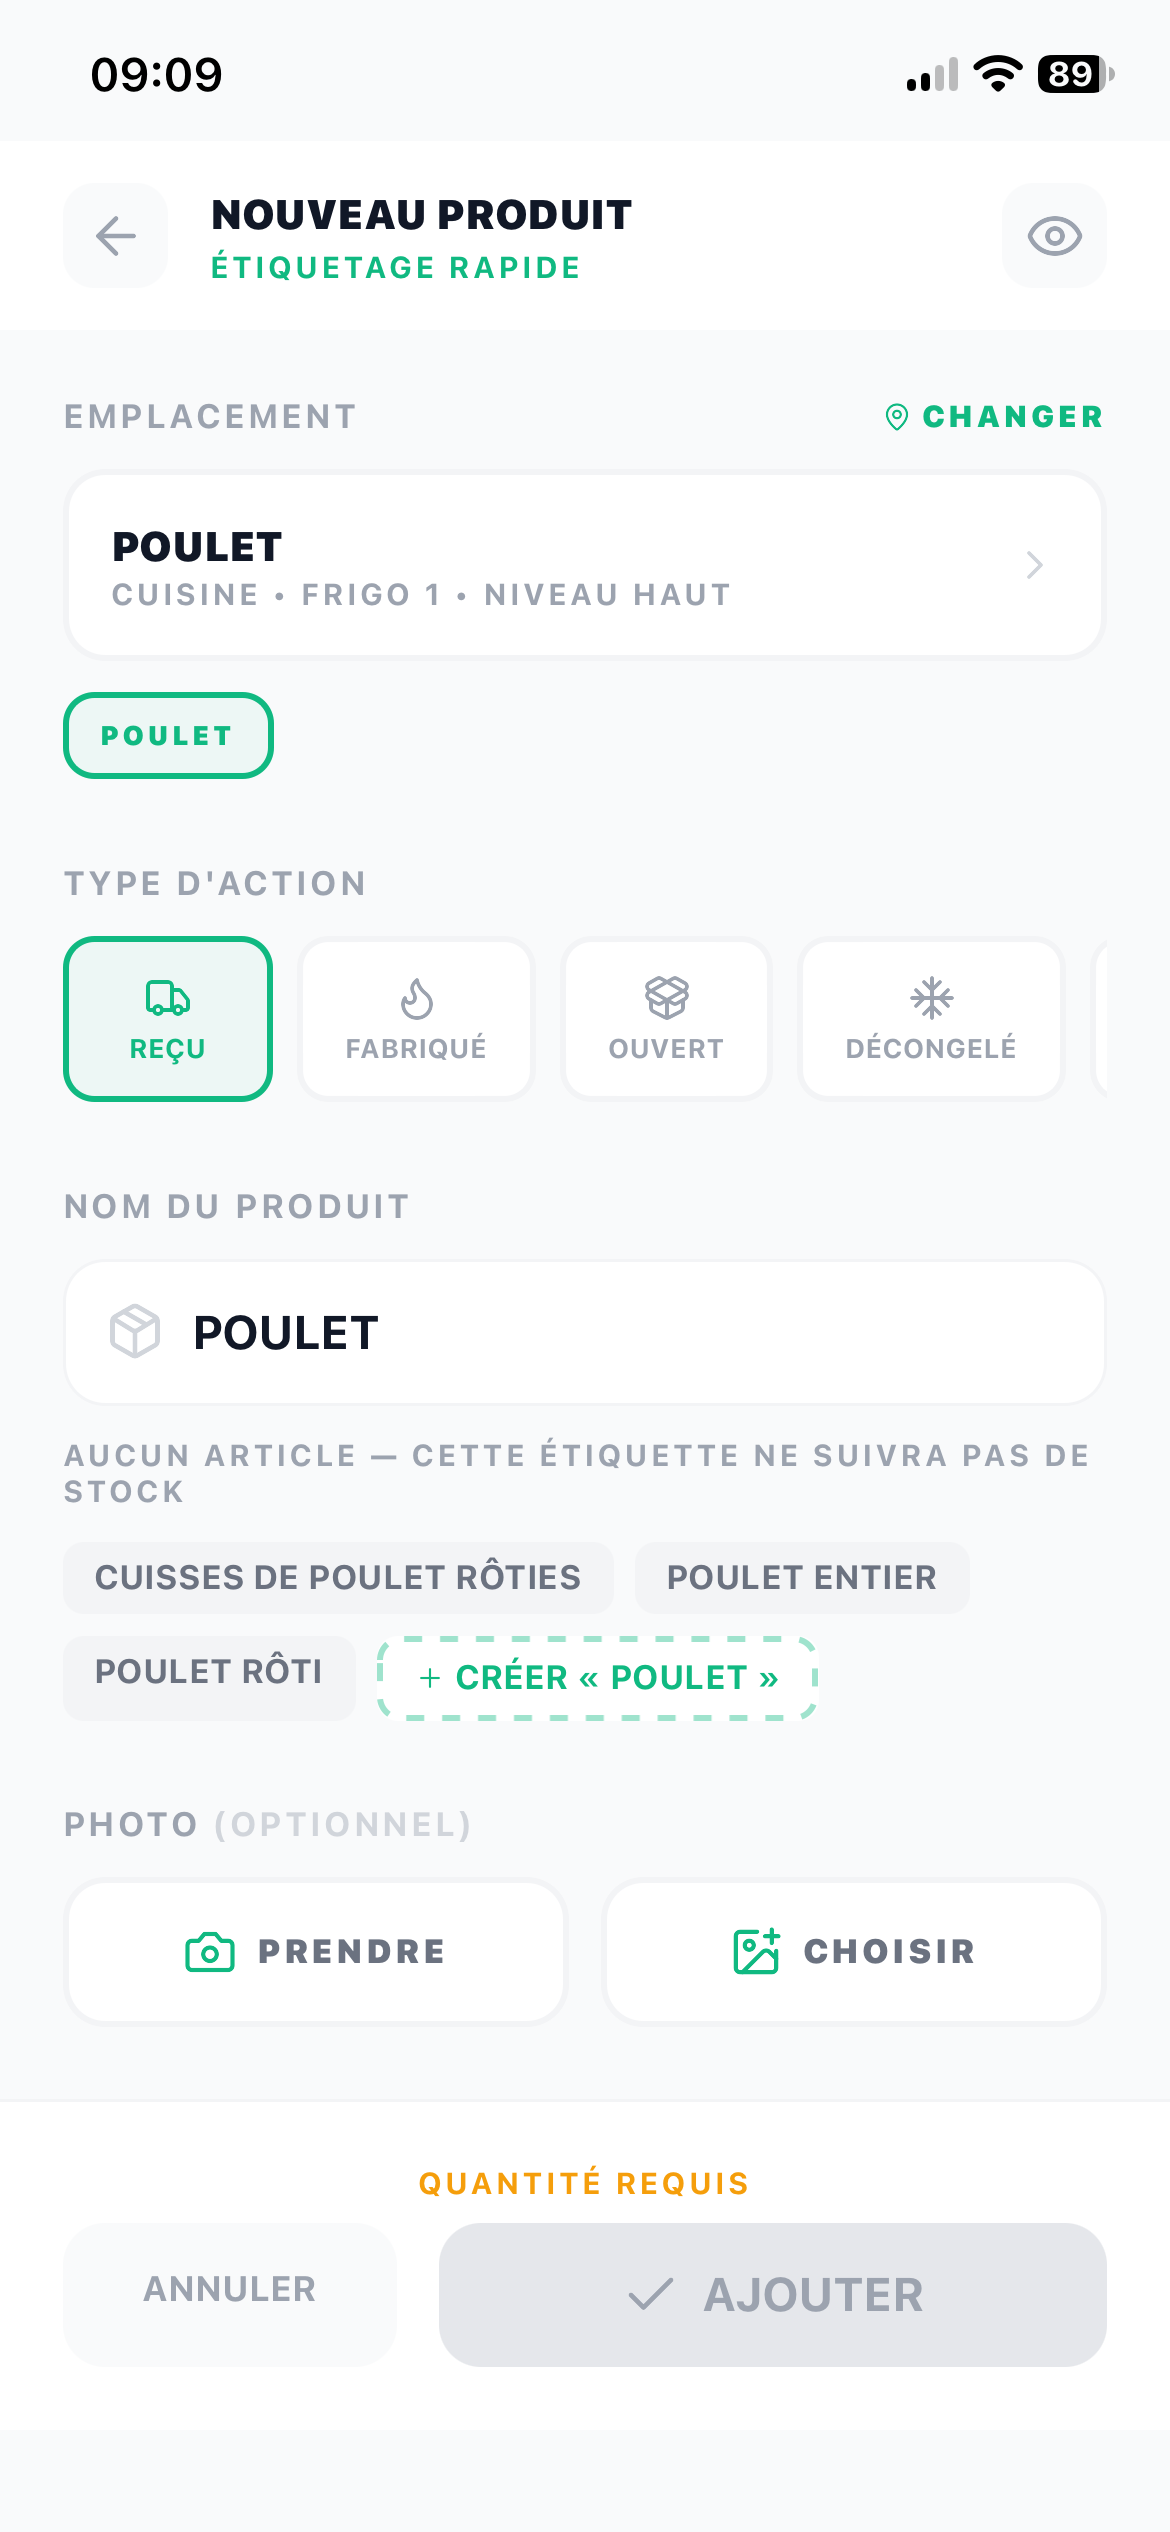 09:09
89
NOUVEAU PRODUIT
ÉTIQUETAGE RAPIDE
EMPLACEMENT
CHANGER
POULET
CUISINE • FRIGO 1 • NIVEAU HAUT
POULET
TYPE D'ACTION
REÇU
FABRIQUÉ
OUVERT
DÉCONGELÉ
NOM DU PRODUIT
POULET
AUCUN ARTICLE — CETTE ÉTIQUETTE NE SUIVRA PAS DE
STOCK
CUISSES DE POULET RÔTIES
POULET ENTIER
POULET RÔTI
+ CRÉER « POULET »
PHOTO (OPTIONNEL)
PRENDRE
CHOISIR
QUANTITÉ REQUIS
ANNULER
AJOUTER